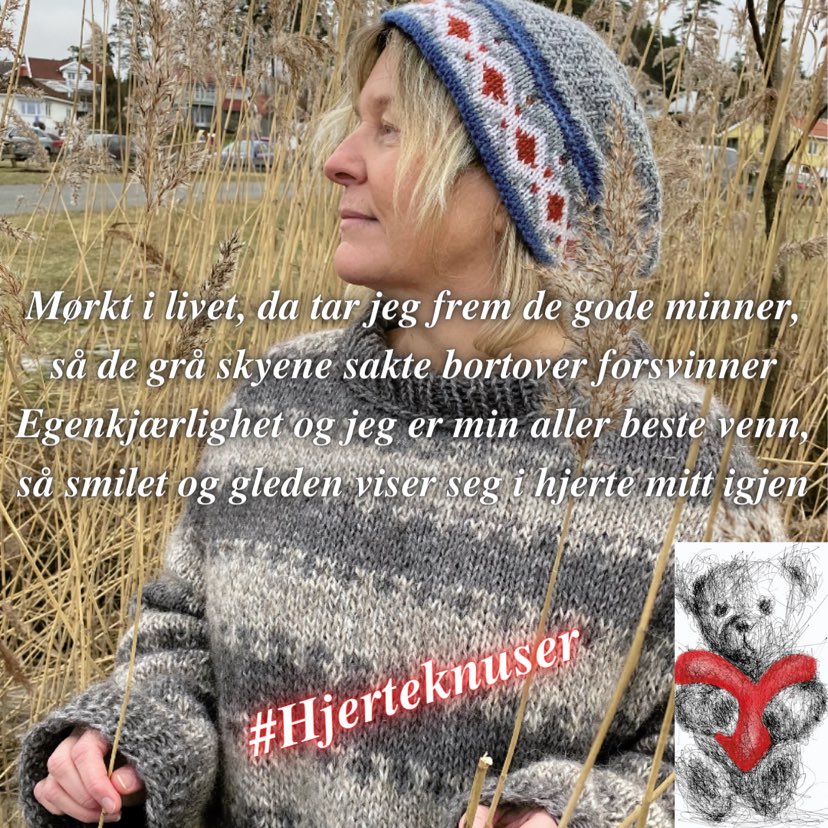 Mørkt i livet, da tar jeg frem de gode minner,
så de grå skyene sakte bortover forsvinner
Egenkjærlighet og jeg er min aller beste venn,
så smilet og gleden viser seg i hjerte mitt igjen
#Hjerteknuser